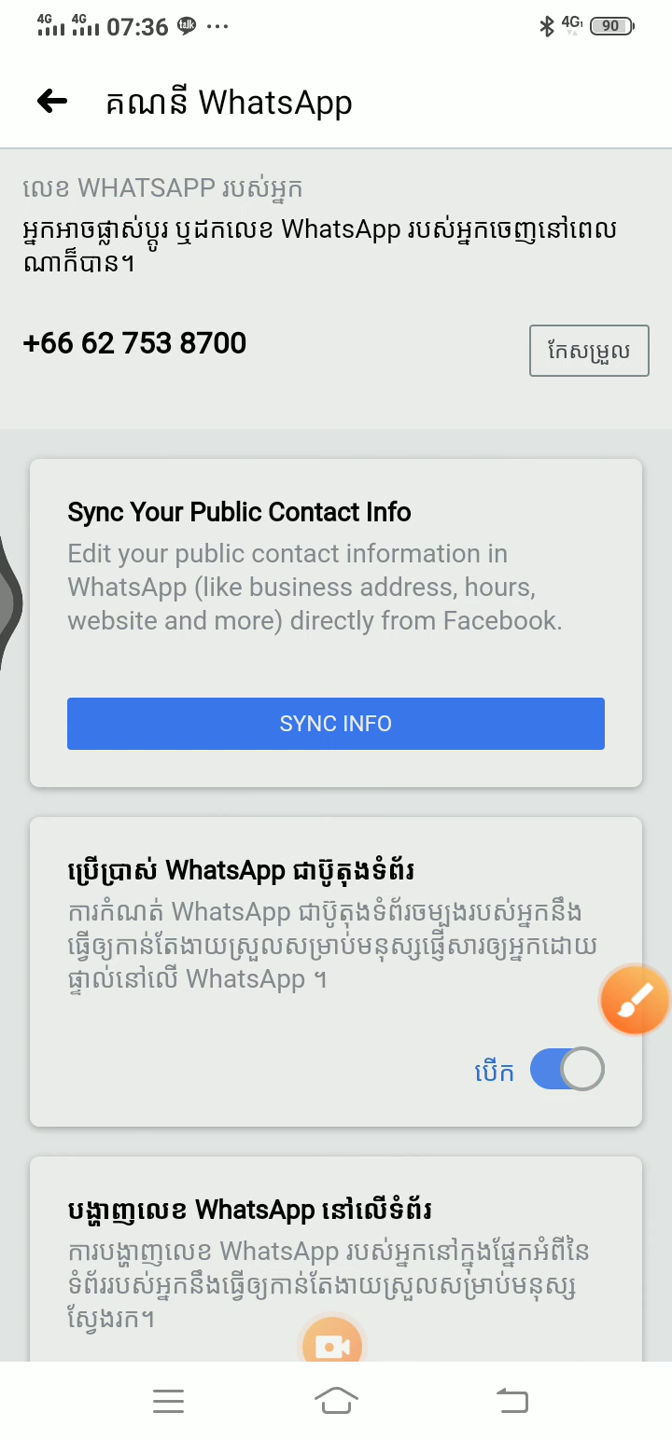 4G 4G 07:36 talk ... 4G 90
គណនី WhatsApp
លេខ WHATSAPP របស់អ្នក
អ្នកអាចផ្លាស់ប្តូរ ឬដកលេខ WhatsApp របស់អ្នកចេញនៅពេល
ណាក៏បាន។
+66 62 753 8700
កែសម្រួល
Sync Your Public Contact Info
Edit your public contact information in
WhatsApp (like business address, hours,
website and more) directly from Facebook.
SYNC INFO
ប្រើប្រាស់ WhatsApp ជាប៊ូតុងទំព័រ
ការកំណត់ WhatsApp ជាប៊ូតុងទំព័រចម្បងរបស់អ្នកនឹង
ធ្វើឲ្យកាន់តែងាយស្រួលសម្រាប់មនុស្សផ្ញើសារឲ្យអ្នកដោយ
ផ្ទាល់នៅលើ WhatsApp ។
បើក
បង្ហាញលេខ WhatsApp នៅលើទំព័រ
ការបង្ហាញលេខ WhatsApp របស់អ្នកនៅក្នុងផ្នែកអំពីនៃ
ទំព័ររបស់អ្នកនឹងធ្វើឲ្យកាន់តែងាយស្រួលសម្រាប់មនុស្ស
ស្វែងរក។